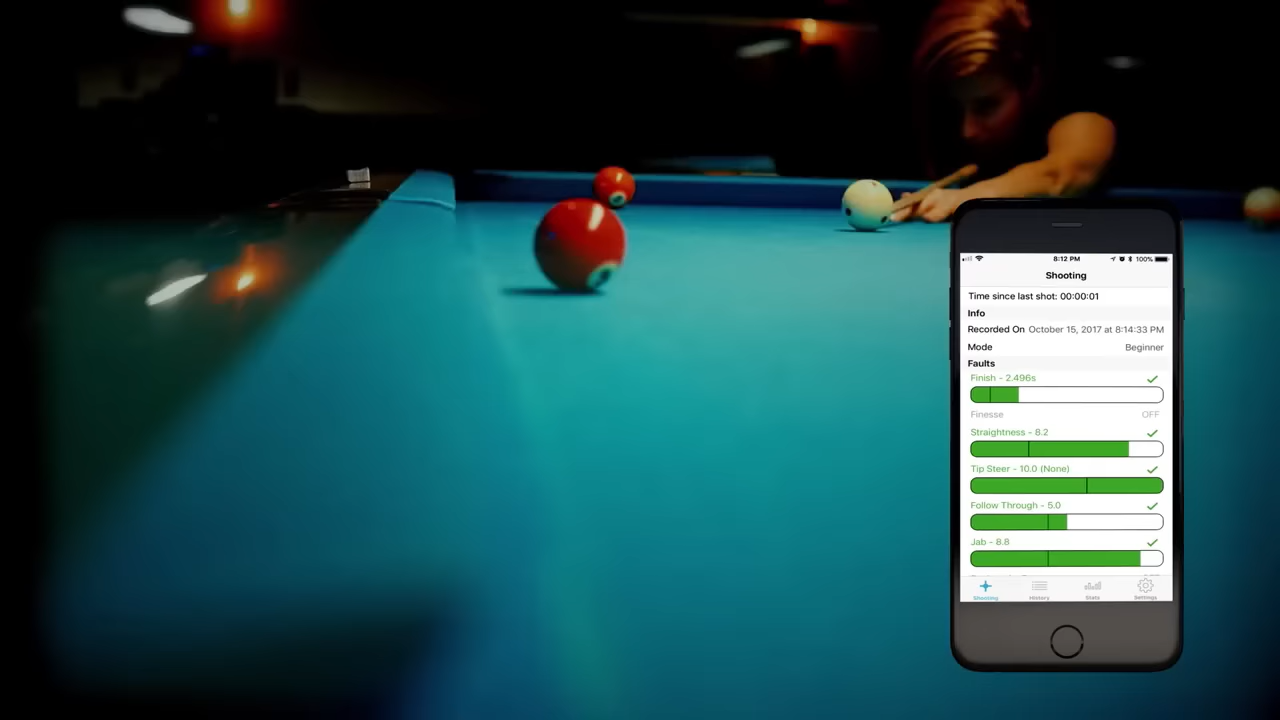 8:12 PM 100%
Shooting
Time since last shot: 00:00:01
Info
Recorded On October 15, 2017 at 8:14:33 PM
Mode Beginner
Faults
Finish - 2.496s
Finesse OFF
Straightness - 8.2
Tip Steer - 10.0 (None)
Follow Through - 5.0
Jab - 8.8
Shooting History Stats Settings